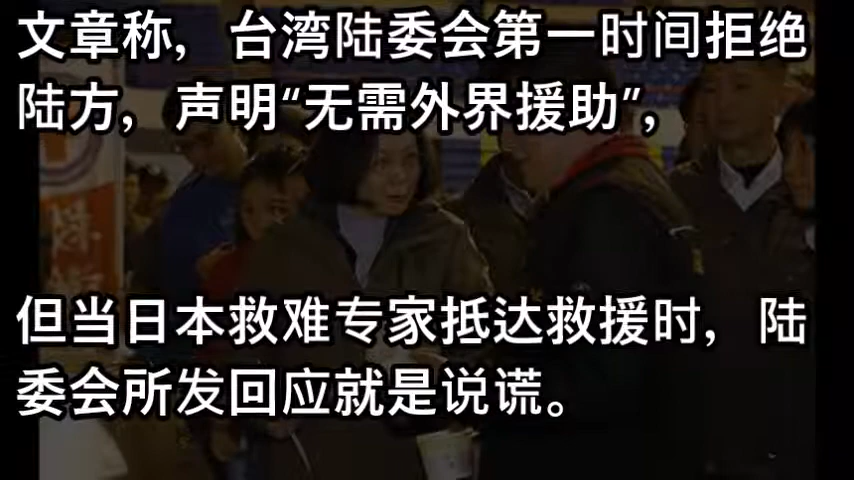 文章称，台湾陆委会第一时间拒绝
陆方，声明“无需外界援助”，
但当日本救难专家抵达救援时，陆
委会所发回应就是说谎。